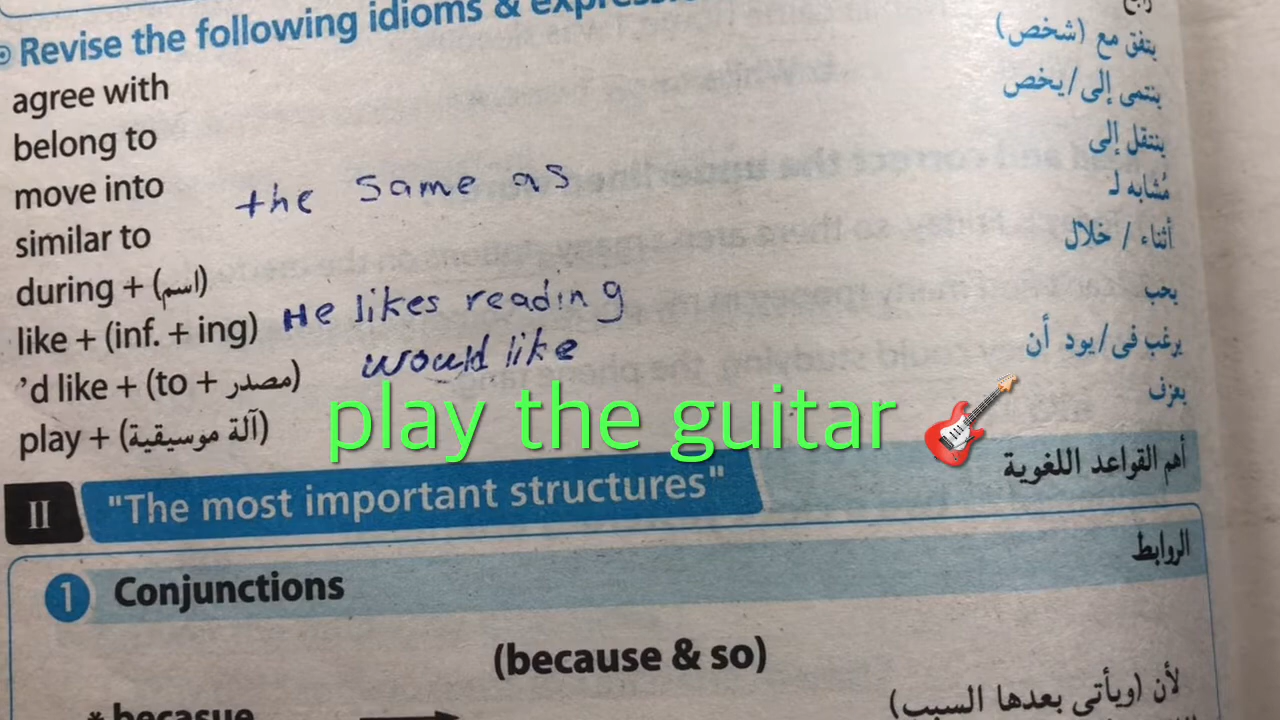 Revise the following idioms &
agree with يتفق مع (شخص)
belong to ينتمى إلى/يخص
move into ينتقل إلى
the same as
similar to مُشابه لـ
during + (اسم) أثناء / خلال
like + (inf. + ing) He likes reading يحب
'd like + (to + مصدر) would like يرغب فى/يود أن
play + (آلة موسيقية) يعزف
play the guitar 🎸
II "The most important structures" أهم القواعد اللغوية
1 Conjunctions الروابط
(because & so)
* becasue لأن (ويأتى بعدها السبب)